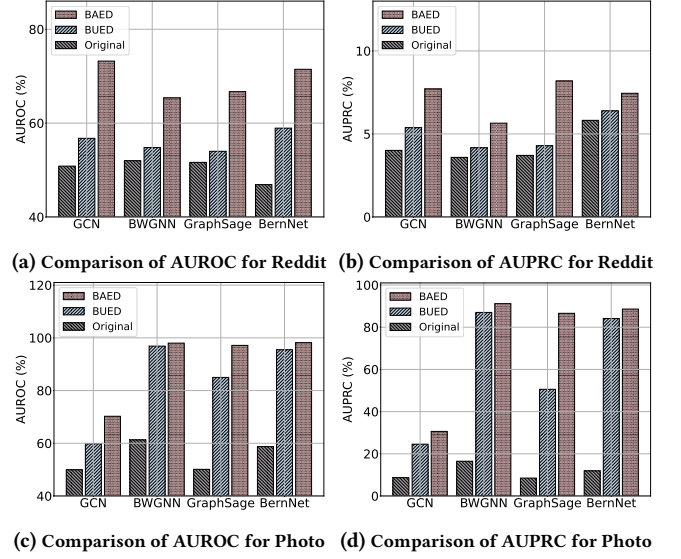 BAED
BUED
Original
AUROC (%)
80
60
40
GCN BWGNN GraphSage BernNet
(a) Comparison of AUROC for Reddit
BAED
BUED
Original
AUPRC (%)
10
5
0
GCN BWGNN GraphSage BernNet
(b) Comparison of AUPRC for Reddit
BAED
BUED
Original
AUROC (%)
120
100
80
60
40
GCN BWGNN GraphSage BernNet
(c) Comparison of AUROC for Photo
BAED
BUED
Original
AUPRC (%)
100
80
60
40
20
0
GCN BWGNN GraphSage BernNet
(d) Comparison of AUPRC for Photo